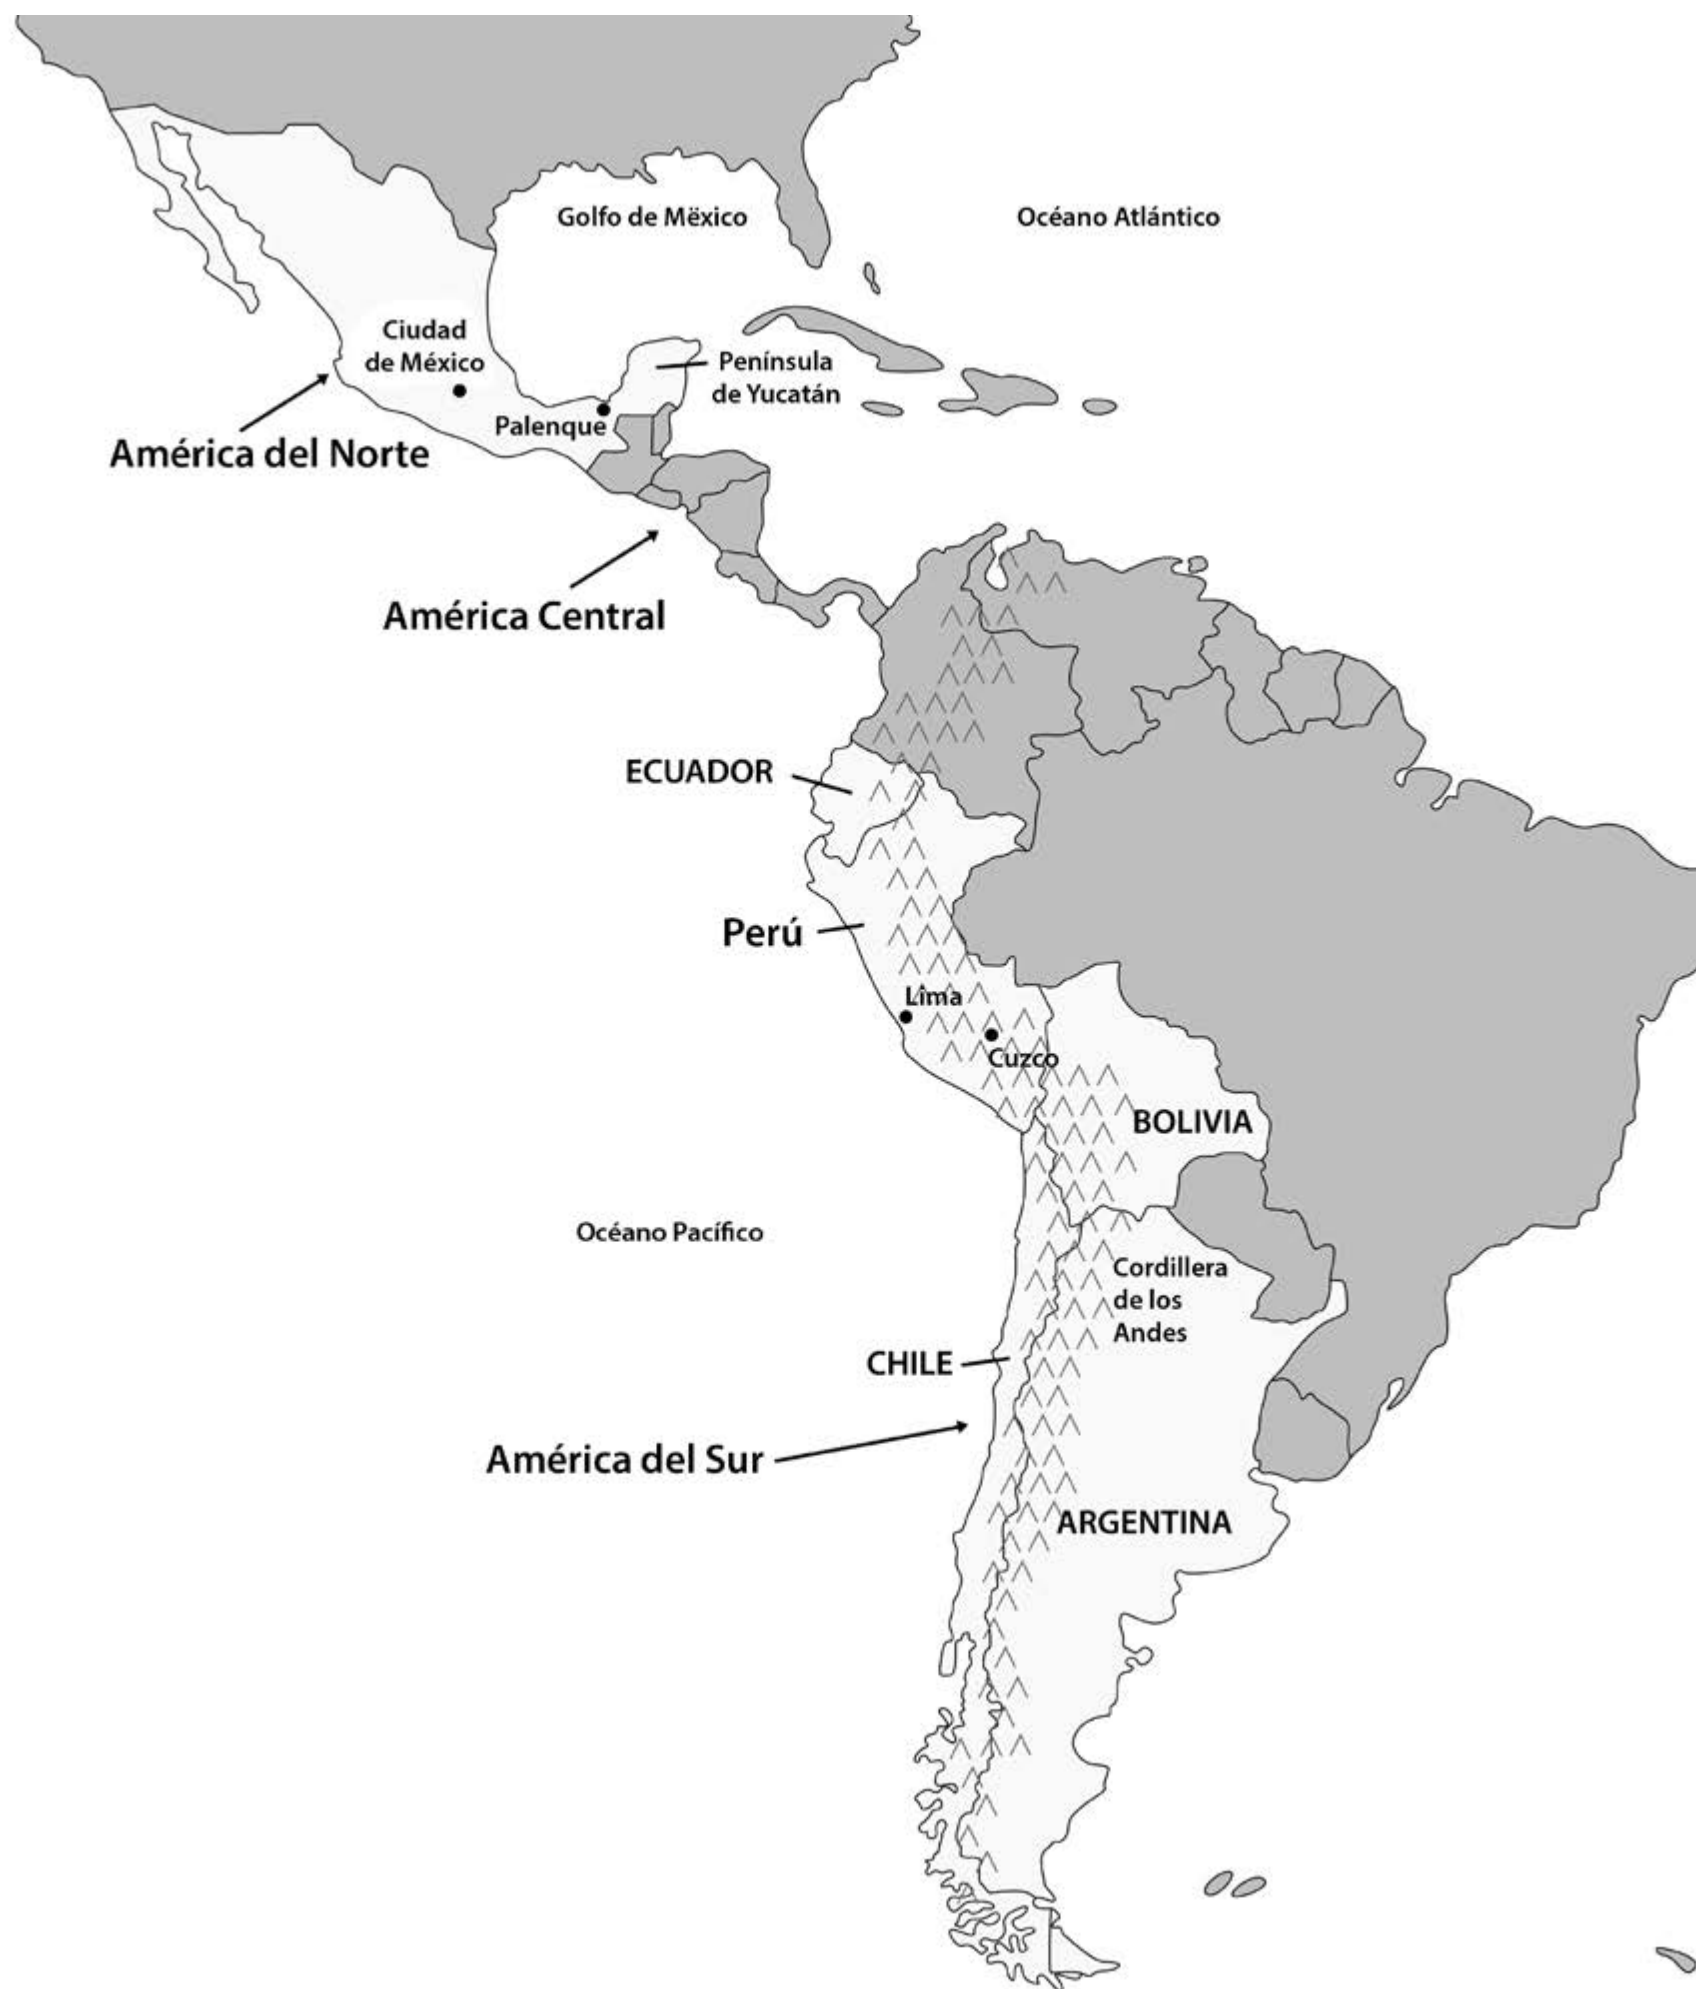 Golfo de Mëxico
Océano Atlántico
Ciudad
de México
Península
de Yucatán
Palenque
América del Norte
América Central
ECUADOR
Perú
Lima
Cuzco
BOLIVIA
Océano Pacífico
Cordillera
de los
Andes
CHILE
América del Sur
ARGENTINA